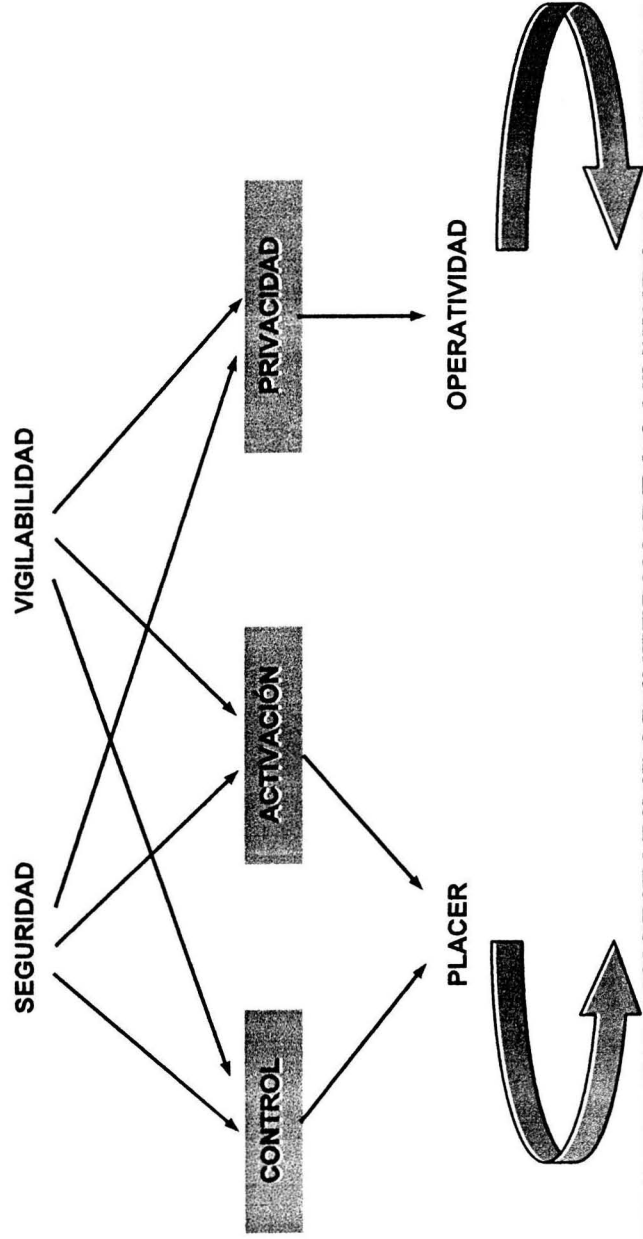 SEGURIDAD
VIGILABILIDAD
CONTROL
ACTIVACIÓN
PRIVACIDAD
PLACER
OPERATIVIDAD